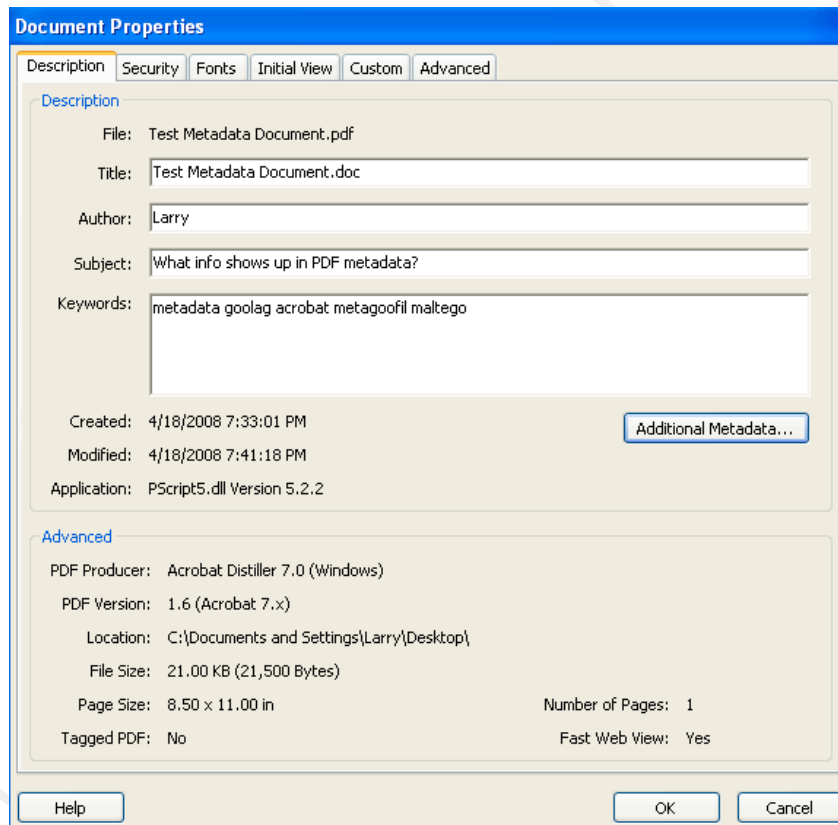 Document Properties
Description Security Fonts Initial View Custom Advanced
Description
File: Test Metadata Document.pdf
Title: Test Metadata Document.doc
Author: Larry
Subject: What info shows up in PDF metadata?
Keywords: metadata goolag acrobat metagoofil maltego
Created: 4/18/2008 7:33:01 PM
Additional Metadata...
Modified: 4/18/2008 7:41:18 PM
Application: PScript5.dll Version 5.2.2
Advanced
PDF Producer: Acrobat Distiller 7.0 (Windows)
PDF Version: 1.6 (Acrobat 7.x)
Location: C:\Documents and Settings\Larry\Desktop\
File Size: 21.00 KB (21,500 Bytes)
Page Size: 8.50 x 11.00 in Number of Pages: 1
Tagged PDF: No Fast Web View: Yes
Help OK Cancel